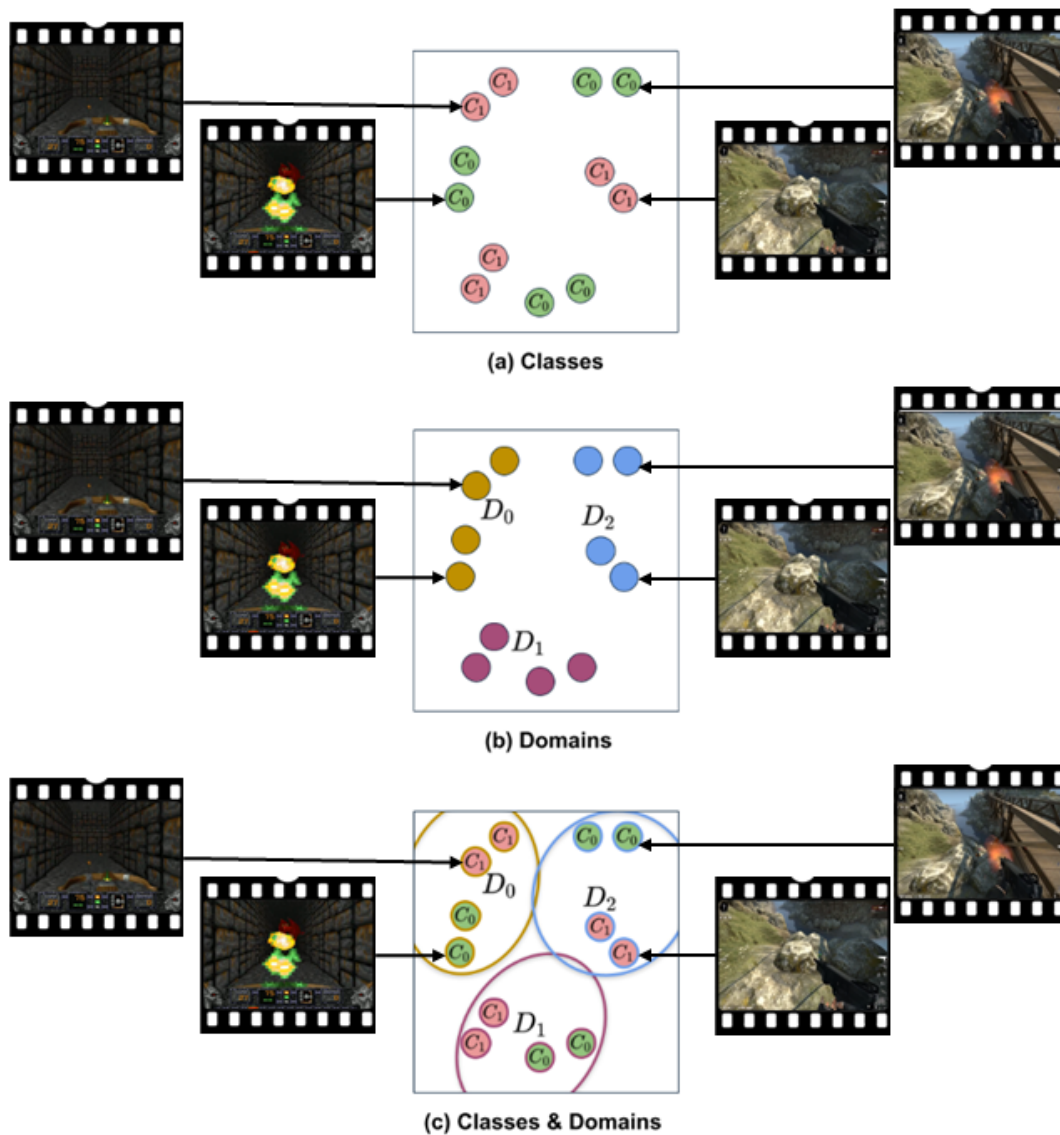 C₁
C₀ C₀
C₁
C₀
C₁
C₀
C₁
C₁
C₁
C₀
C₀
(a) Classes
D₀
D₂
D₁
(b) Domains
C₁
C₀ C₀
C₁
D₀
C₀
D₂
C₁
C₀
C₁
C₁
D₁
C₁
C₀
C₀
(c) Classes & Domains